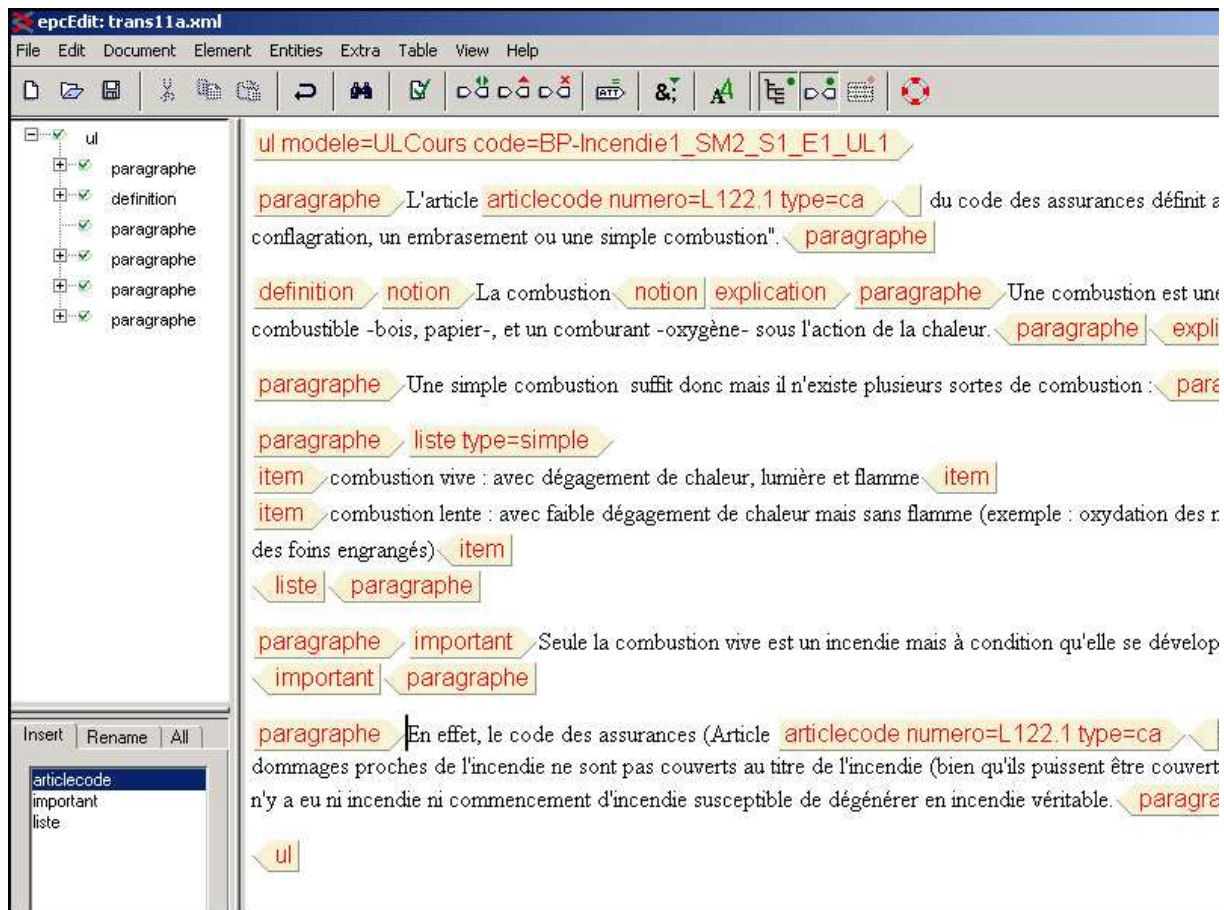 epcEdit: trans11a.xml
File Edit Document Element Entities Extra Table View Help
ATT &; A A
ul
paragraphe
definition
paragraphe
paragraphe
paragraphe
paragraphe
ul modele=ULCours code=BP-Incendie1_SM2_S1_E1_UL1
paragraphe L'article articlecode numero=L122.1 type=ca du code des assurances définit a
conflagration, un embrasement ou une simple combustion". paragraphe
definition notion La combustion notion explication paragraphe Une combustion est une
combustible -bois, papier-, et un comburant -oxygène- sous l'action de la chaleur. paragraphe expli
paragraphe Une simple combustion suffit donc mais il n'existe plusieurs sortes de combustion : para
paragraphe liste type=simple
item combustion vive : avec dégagement de chaleur, lumière et flamme item
item combustion lente : avec faible dégagement de chaleur mais sans flamme (exemple : oxydation des
des foins engrangés) item
liste paragraphe
paragraphe important Seule la combustion vive est un incendie mais à condition qu'elle se dévelop
important paragraphe
paragraphe En effet, le code des assurances (Article articlecode numero=L122.1 type=ca
dommages proches de l'incendie ne sont pas couverts au titre de l'incendie (bien qu'ils puissent être couvert
n'y a eu ni incendie ni commencement d'incendie susceptible de dégénérer en incendie véritable. paragra
ul
Insert Rename All
articlecode
important
liste